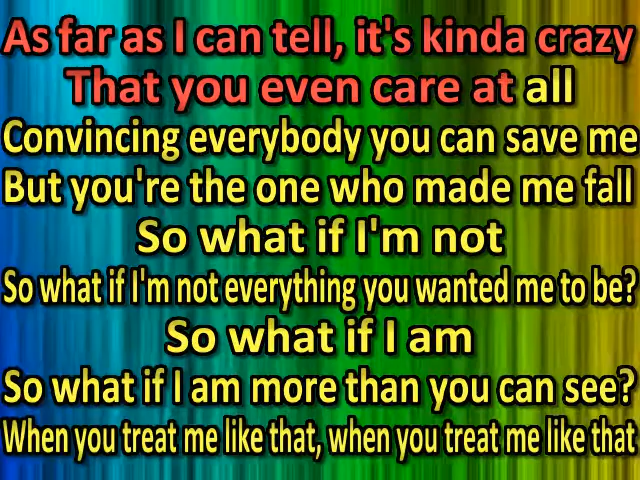 As far as I can tell, it's kinda crazy
That you even care at all
Convincing everybody you can save me
But you're the one who made me fall
So what if I'm not
So what if I'm not everything you wanted me to be?
So what if I am
So what if I am more than you can see?
When you treat me like that, when you treat me like that